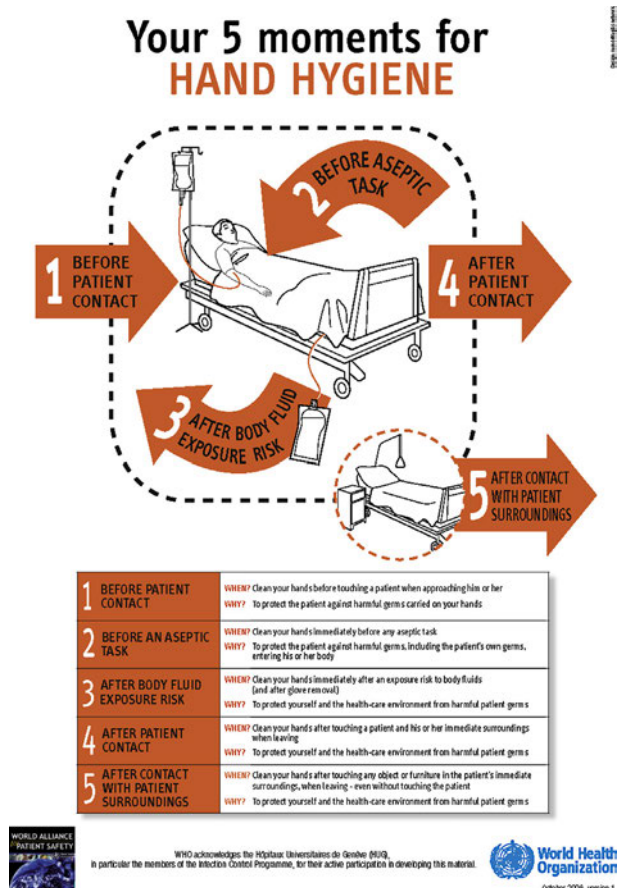 Your 5 moments for
HAND HYGIENE
2 BEFORE ASEPTIC
TASK
1 BEFORE
PATIENT
CONTACT
4 AFTER
PATIENT
CONTACT
3 AFTER BODY FLUID
EXPOSURE RISK
5 AFTER CONTACT
WITH PATIENT
SURROUNDINGS
1 BEFORE PATIENT
CONTACT
WHEN? Clean your hands before touching a patient when approaching him or her
WHY? To protect the patient against harmful germs carried on your hands
2 BEFORE AN ASEPTIC
TASK
WHEN? Clean your hands immediately before any aseptic task
WHY? To protect the patient against harmful germs, including the patient's own germs,
entering his or her body
3 AFTER BODY FLUID
EXPOSURE RISK
WHEN? Clean your hands immediately after an exposure risk to body fluids
(and after glove removal)
WHY? To protect yourself and the health-care environment from harmful patient germs
4 AFTER PATIENT
CONTACT
WHEN? Clean your hands after touching a patient and his or her immediate surroundings
when leaving
WHY? To protect yourself and the health-care environment from harmful patient germs
5 AFTER CONTACT
WITH PATIENT
SURROUNDINGS
WHEN? Clean your hands after touching any object or furniture in the patient's immediate
surroundings, when leaving - even without touching the patient
WHY? To protect yourself and the health-care environment from harmful patient germs
WORLD ALLIANCE
PATIENT SAFETY
WHO acknowledges the Hôpitaux Universitaires de Genève (HUG),
in particular the members of the Infection Control Programme, for their active participation in developing this material.
World Health
Organization
October 2006, version 1